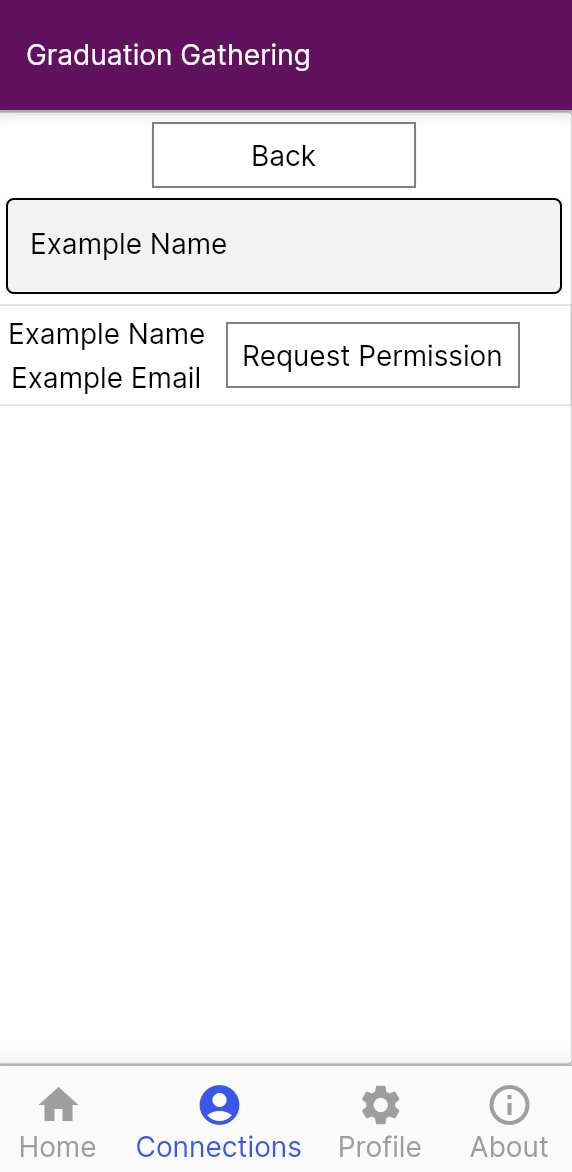 Graduation Gathering
Back
Example Name
Example Name
Example Email
Request Permission
Home
Connections
Profile
About